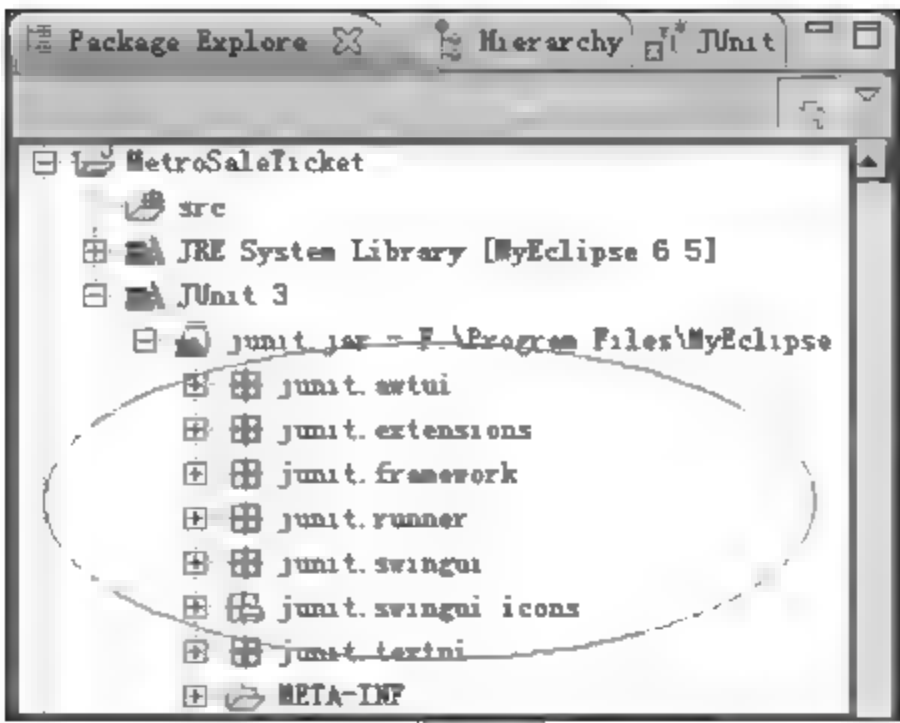 Package Explore Hierarchy JUnit
MetroSaleTicket
src
JRE System Library [MyEclipse 6 5]
JUnit 3
junit.jar - F:\Program Files\MyEclipse
junit.awtui
junit.extensions
junit.framework
junit.runner
junit.swingui
junit.swingui icons
junit.textui
META-INF